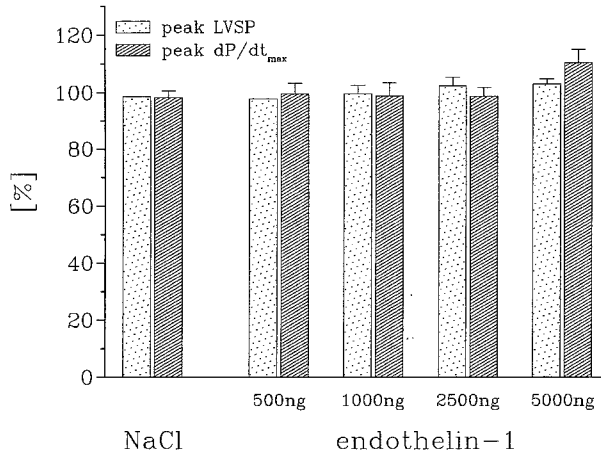 peak LVSP
peak dP/dt_max
[%]
120
100
80
60
40
20
0
500ng 1000ng 2500ng 5000ng
NaCl endothelin-1